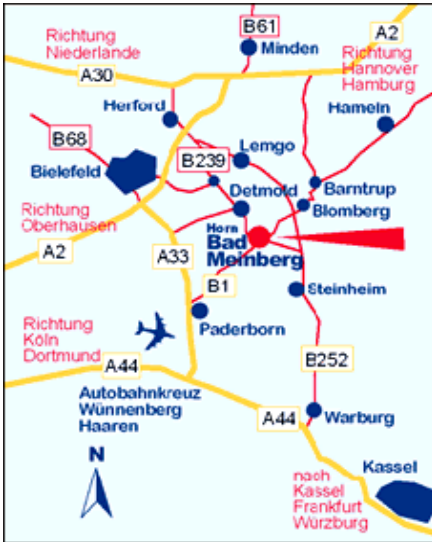 B61
A2
Richtung
Niederlande
Minden
Richtung
Hannover
Hamburg
A30
Herford
Hameln
B68
Lemgo
B239
Bielefeld
Detmold
Barntrup
Blomberg
Richtung
Oberhausen
A2
A33
Horn
Bad
Meinberg
B1
Steinheim
Paderborn
Richtung
Köln
Dortmund
A44
B252
Autobahnkreuz
Wünnenberg
Haaren
A44
Warburg
N
nach
Kassel
Frankfurt
Würzburg
Kassel